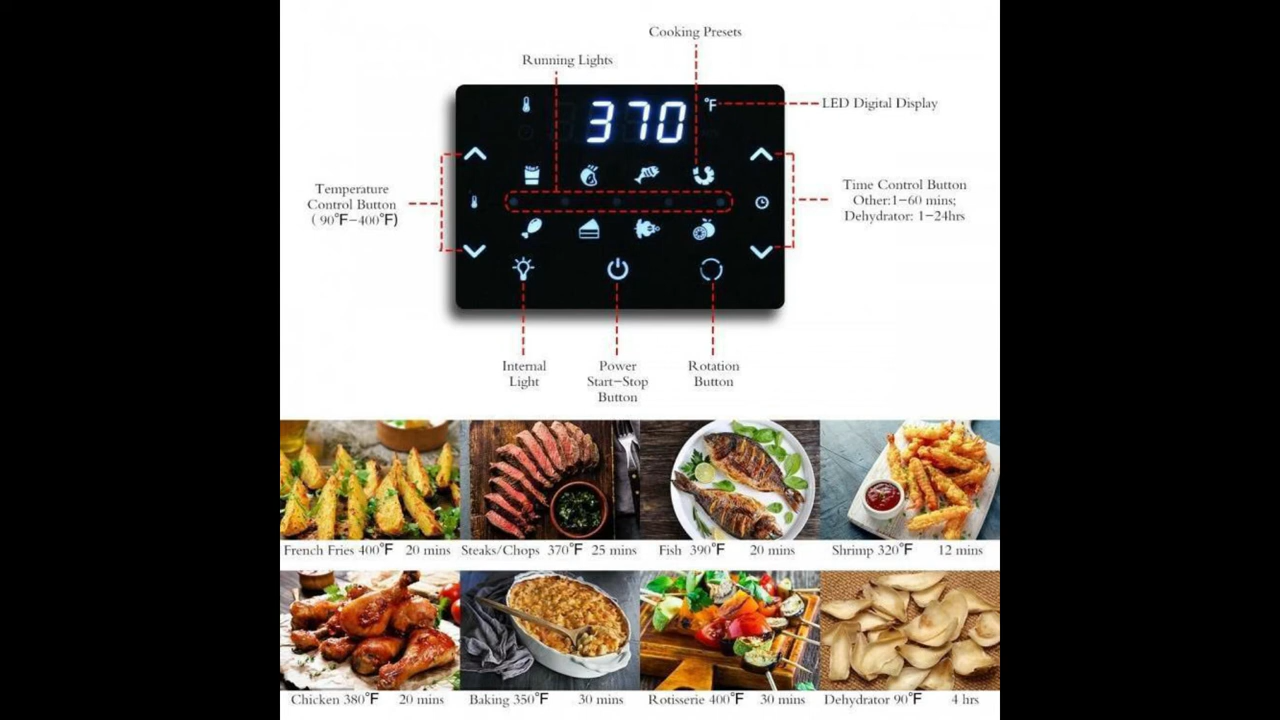 Cooking Presets
Running Lights
370 °F
LED Digital Display
Temperature
Control Button
( 90°F-400°F)
Time Control Button
Other:1-60 mins;
Dehydrator: 1-24hrs
Internal
Light
Power
Start-Stop
Button
Rotation
Button
French Fries 400°F 20 mins
Steaks/Chops 370°F 25 mins
Fish 390°F 20 mins
Shrimp 320°F 12 mins
Chicken 380°F 20 mins
Baking 350°F 30 mins
Rotisserie 400°F 30 mins
Dehydrator 90°F 4 hrs